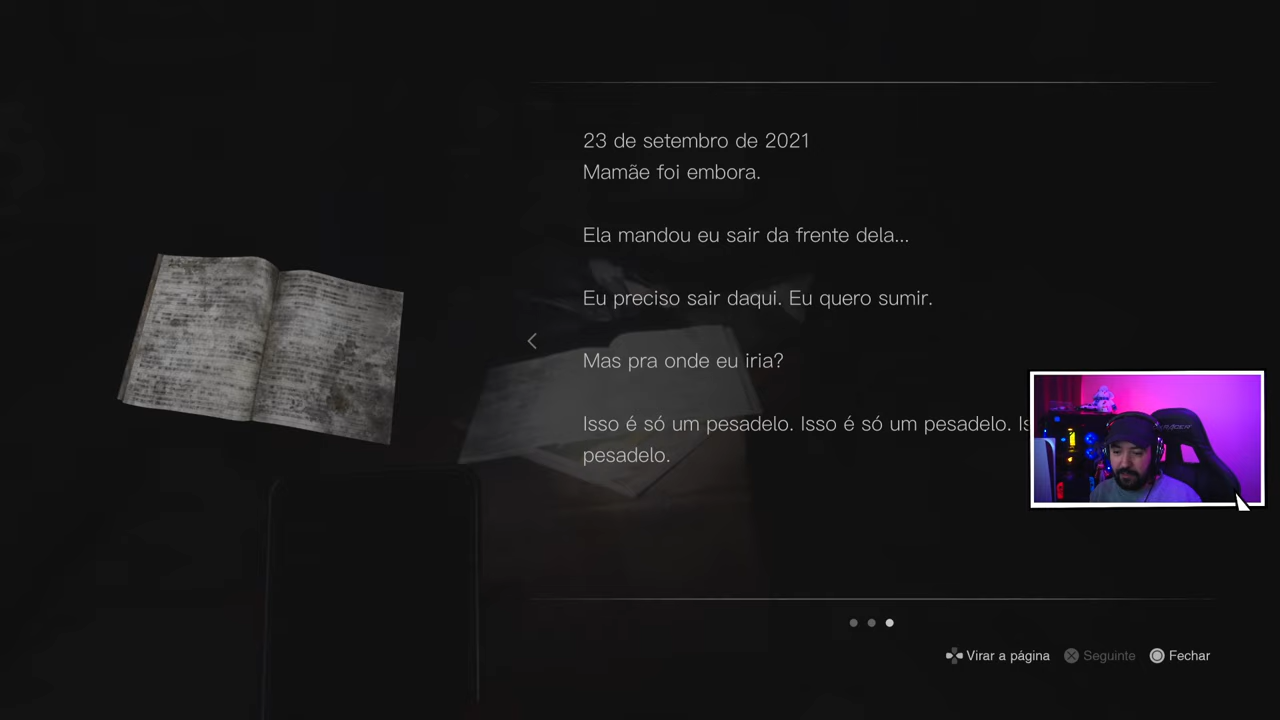 23 de setembro de 2021
Mamãe foi embora.
Ela mandou eu sair da frente dela...
Eu preciso sair daqui. Eu quero sumir.
Mas pra onde eu iria?
Isso é só um pesadelo. Isso é só um pesadelo.
pesadelo.
Virar a página
Seguinte
Fechar